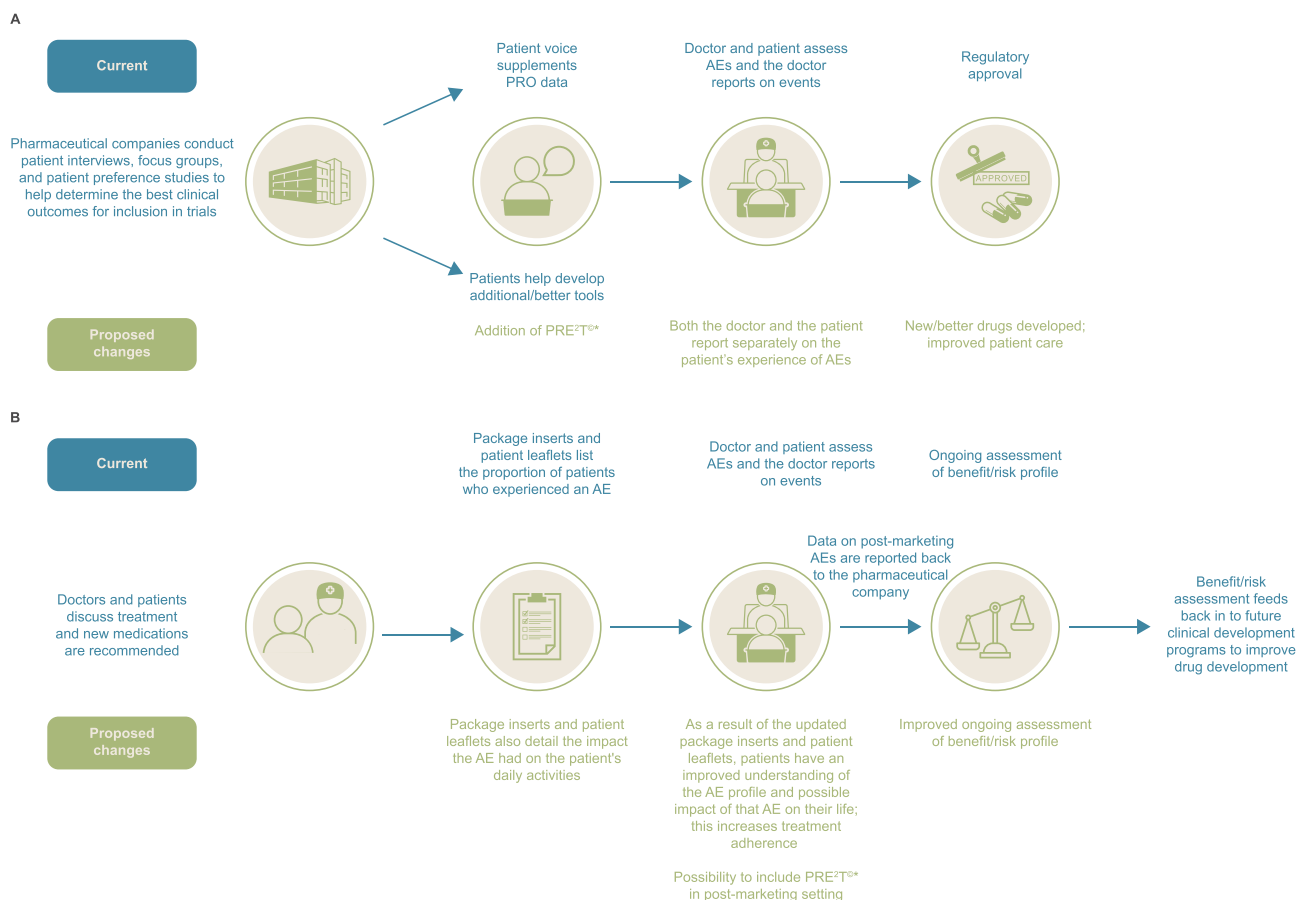 A
Current
Pharmaceutical companies conduct
patient interviews, focus groups,
and patient preference studies to
help determine the best clinical
outcomes for inclusion in trials
Patient voice
supplements
PRO data
Doctor and patient assess
AEs and the doctor
reports on events
Regulatory
approval
APPROVED
Patients help develop
additional/better tools
Proposed
changes
Addition of PRE²T©*
Both the doctor and the patient
report separately on the
patient's experience of AEs
New/better drugs developed;
improved patient care
B
Current
Package inserts and
patient leaflets list
the proportion of patients
who experienced an AE
Doctor and patient assess
AEs and the doctor reports
on events
Ongoing assessment
of benefit/risk profile
Doctors and patients
discuss treatment
and new medications
are recommended
Data on post-marketing
AEs are reported back
to the pharmaceutical
company
Benefit/risk
assessment feeds
back in to future
clinical development
programs to improve
drug development
Proposed
changes
Package inserts and patient
leaflets also detail the impact
the AE had on the patient's
daily activities
As a result of the updated
package inserts and patient
leaflets, patients have an
improved understanding of
the AE profile and possible
impact of that AE on their life;
this increases treatment
adherence
Possibility to include PRE²T©*
in post-marketing setting
Improved ongoing assessment
of benefit/risk profile